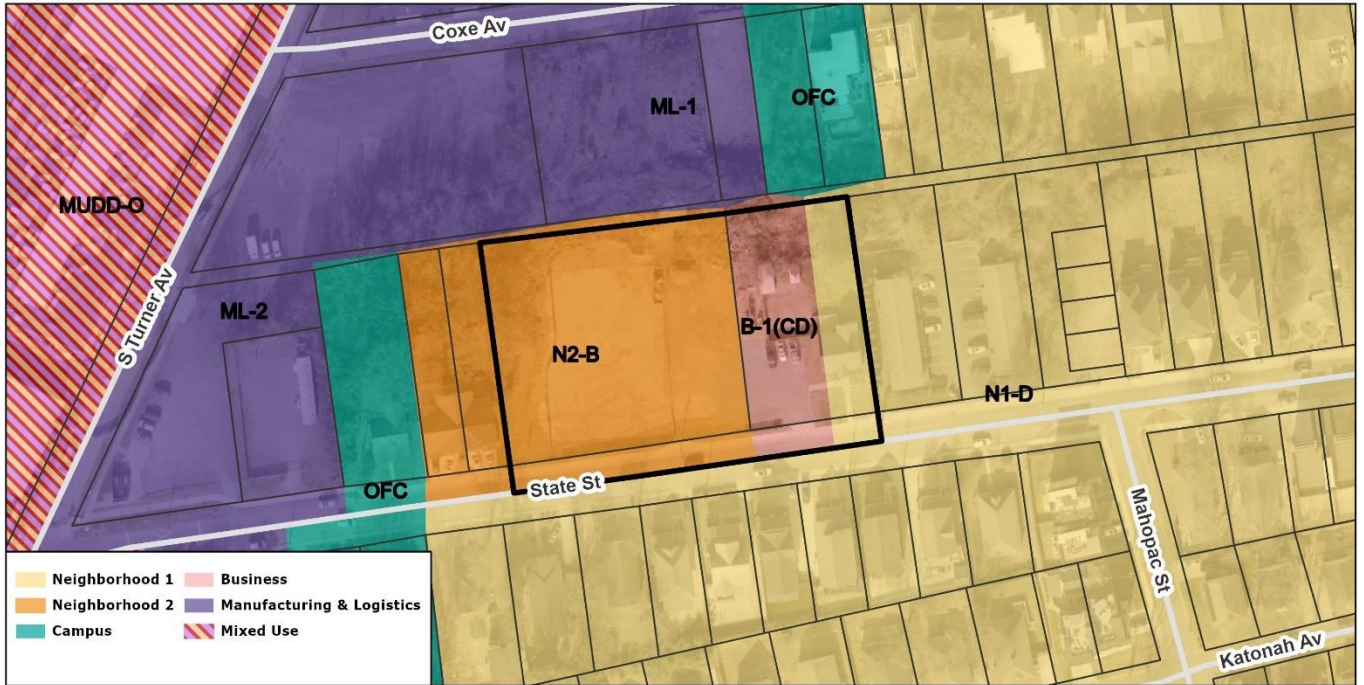 Coxe Av
ML-1
OFC
MUDD-O
S Turner Av
ML-2
B-1(CD)
N2-B
N1-D
OFC
State St
Mahopac St
Katonah Av
Neighborhood 1
Business
Neighborhood 2
Manufacturing & Logistics
Campus
Mixed Use